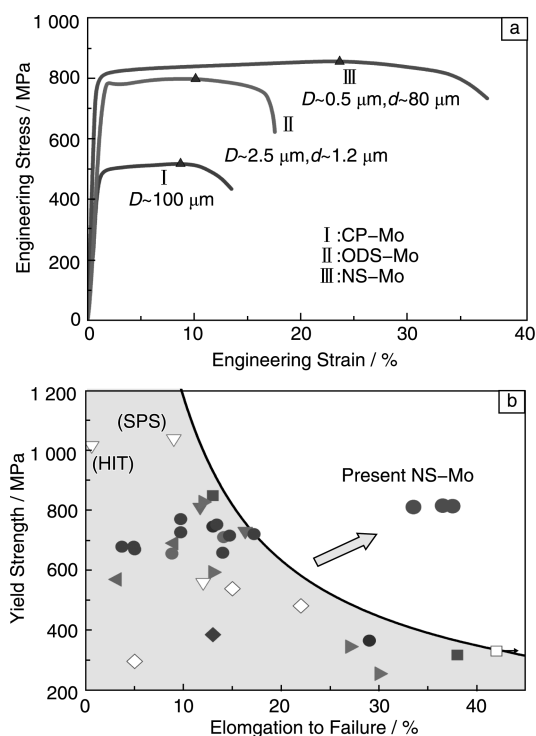 a
1 000
800
600
400
200
0
Engineering Stress / MPa
Ⅲ
D~0.5 μm,d~80 μm
Ⅱ
D~2.5 μm,d~1.2 μm
Ⅰ
D~100 μm
Ⅰ:CP−Mo
Ⅱ:ODS−Mo
Ⅲ:NS−Mo
0 10 20 30 40
Engineering Strain / %
b
1 200
1 000
800
600
400
200
Yield Strength / MPa
(SPS)
(HIT)
Present NS−Mo
0 10 20 30 40
Elomgation to Failure / %